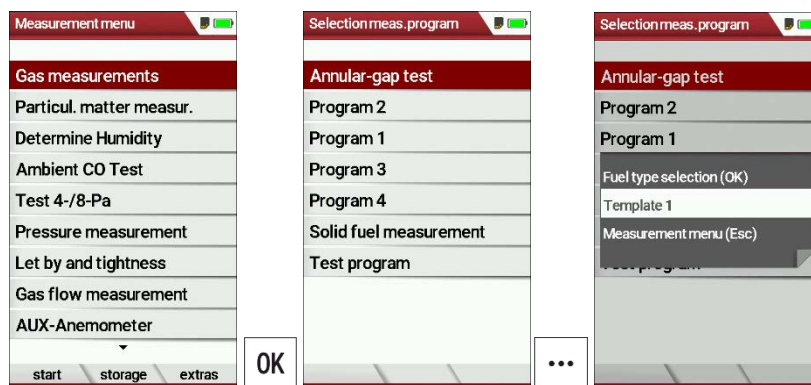 Measurement menu
Gas measurements
Particul. matter measur.
Determine Humidity
Ambient CO Test
Test 4-/8-Pa
Pressure measurement
Let by and tightness
Gas flow measurement
AUX-Anemometer
start storage extras
OK
Selection meas.program
Annular-gap test
Program 2
Program 1
Program 3
Program 4
Solid fuel measurement
Test program
...
Selection meas.program
Annular-gap test
Program 2
Program 1
Fuel type selection (OK)
Template 1
Measurement menu (Esc)
Test program